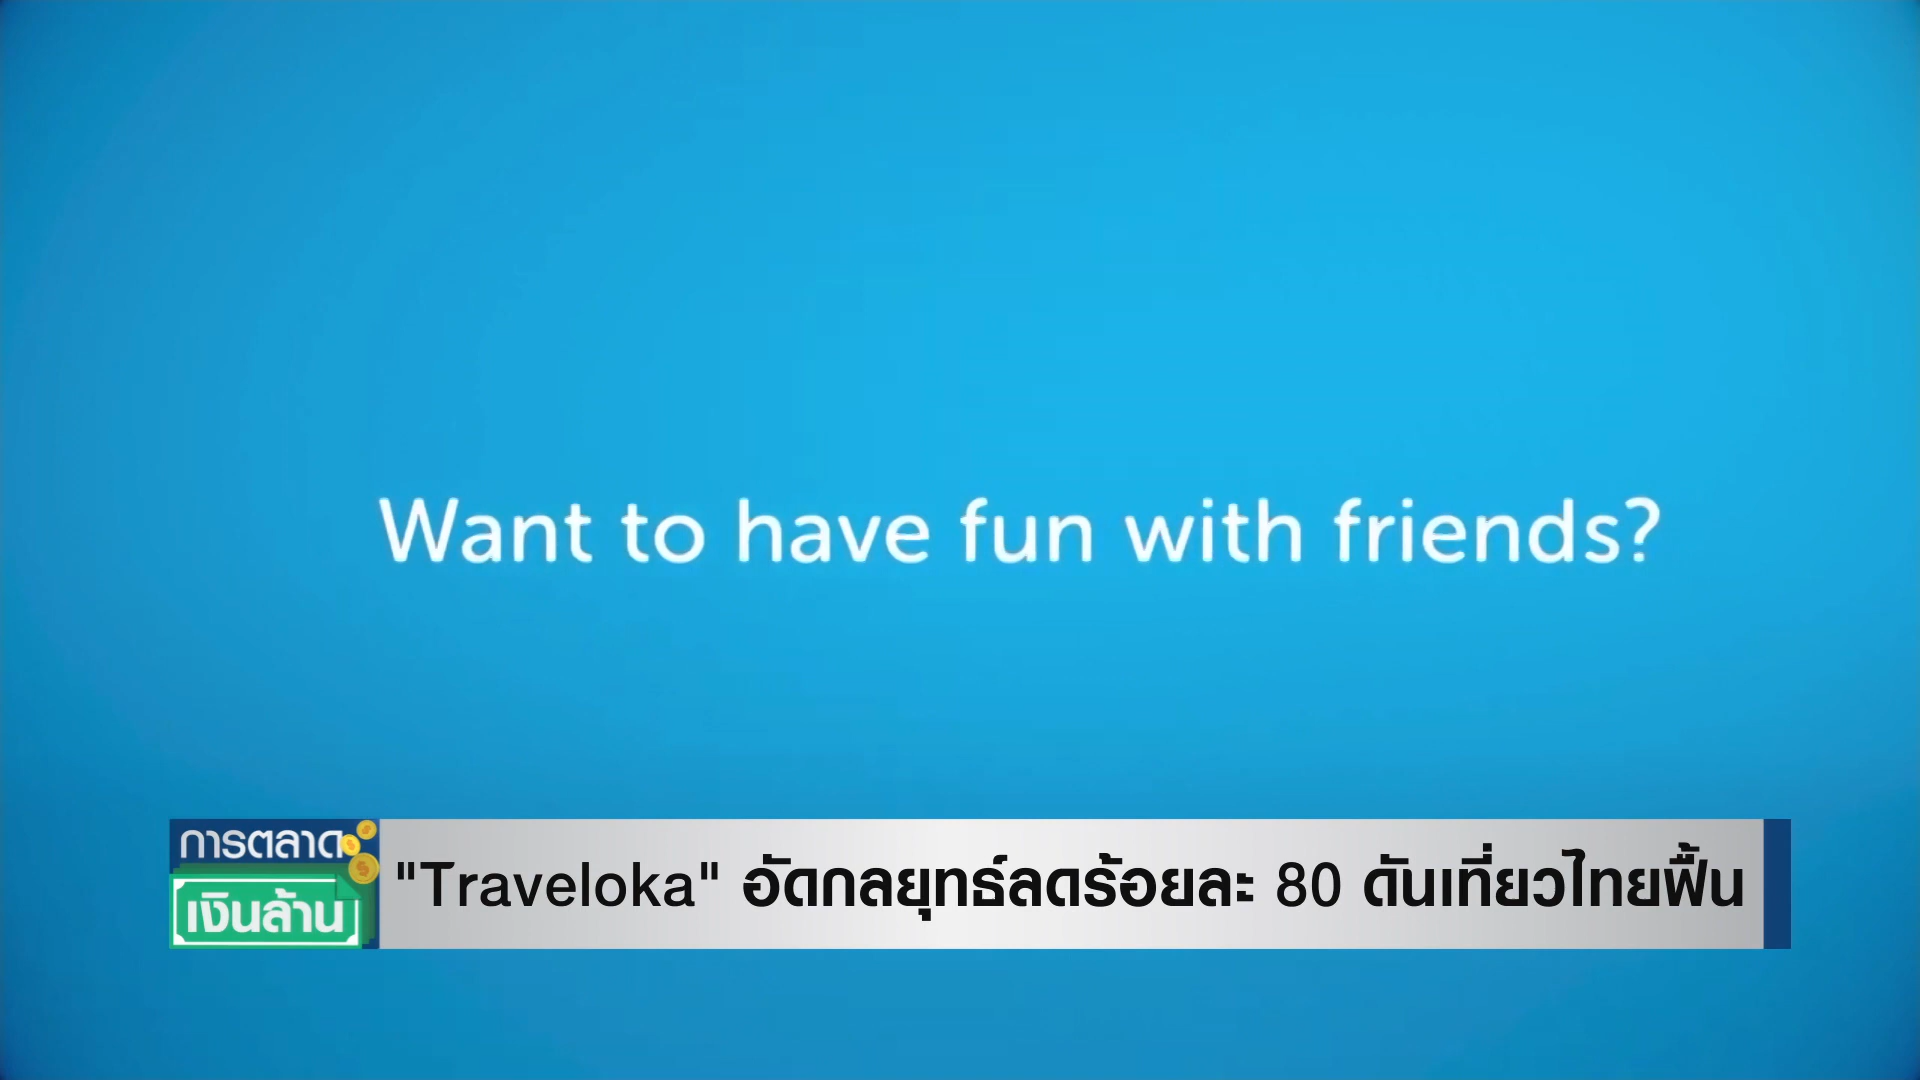 Want to have fun with friends?
การตลาด
เงินล้าน
"Traveloka" อัดกลยุทธ์ลดร้อยละ 80 ดันเที่ยวไทยฟื้น